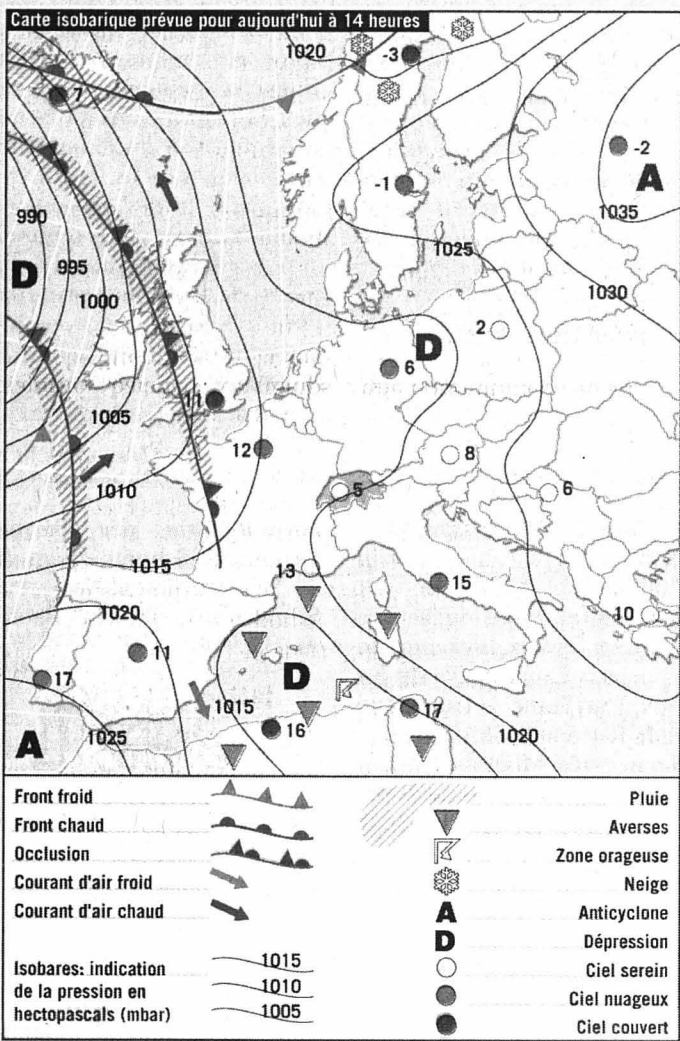 Carte isobarique prévue pour aujourd'hui à 14 heures
1020
-3
7
-2
A
-1
1035
990
1025
D
995
1000
1030
2
D
6
11
1005
12
8
1010
5
6
1015
13
15
1020
10
11
D
17
1015
17
1025
16
1020
A
Front froid
Front chaud
Occlusion
Courant d'air froid
Courant d'air chaud
Isobares: indication
de la pression en
hectopascals (mbar)
1015
1010
1005
Pluie
Averses
Zone orageuse
Neige
A Anticyclone
D Dépression
Ciel serein
Ciel nuageux
Ciel couvert